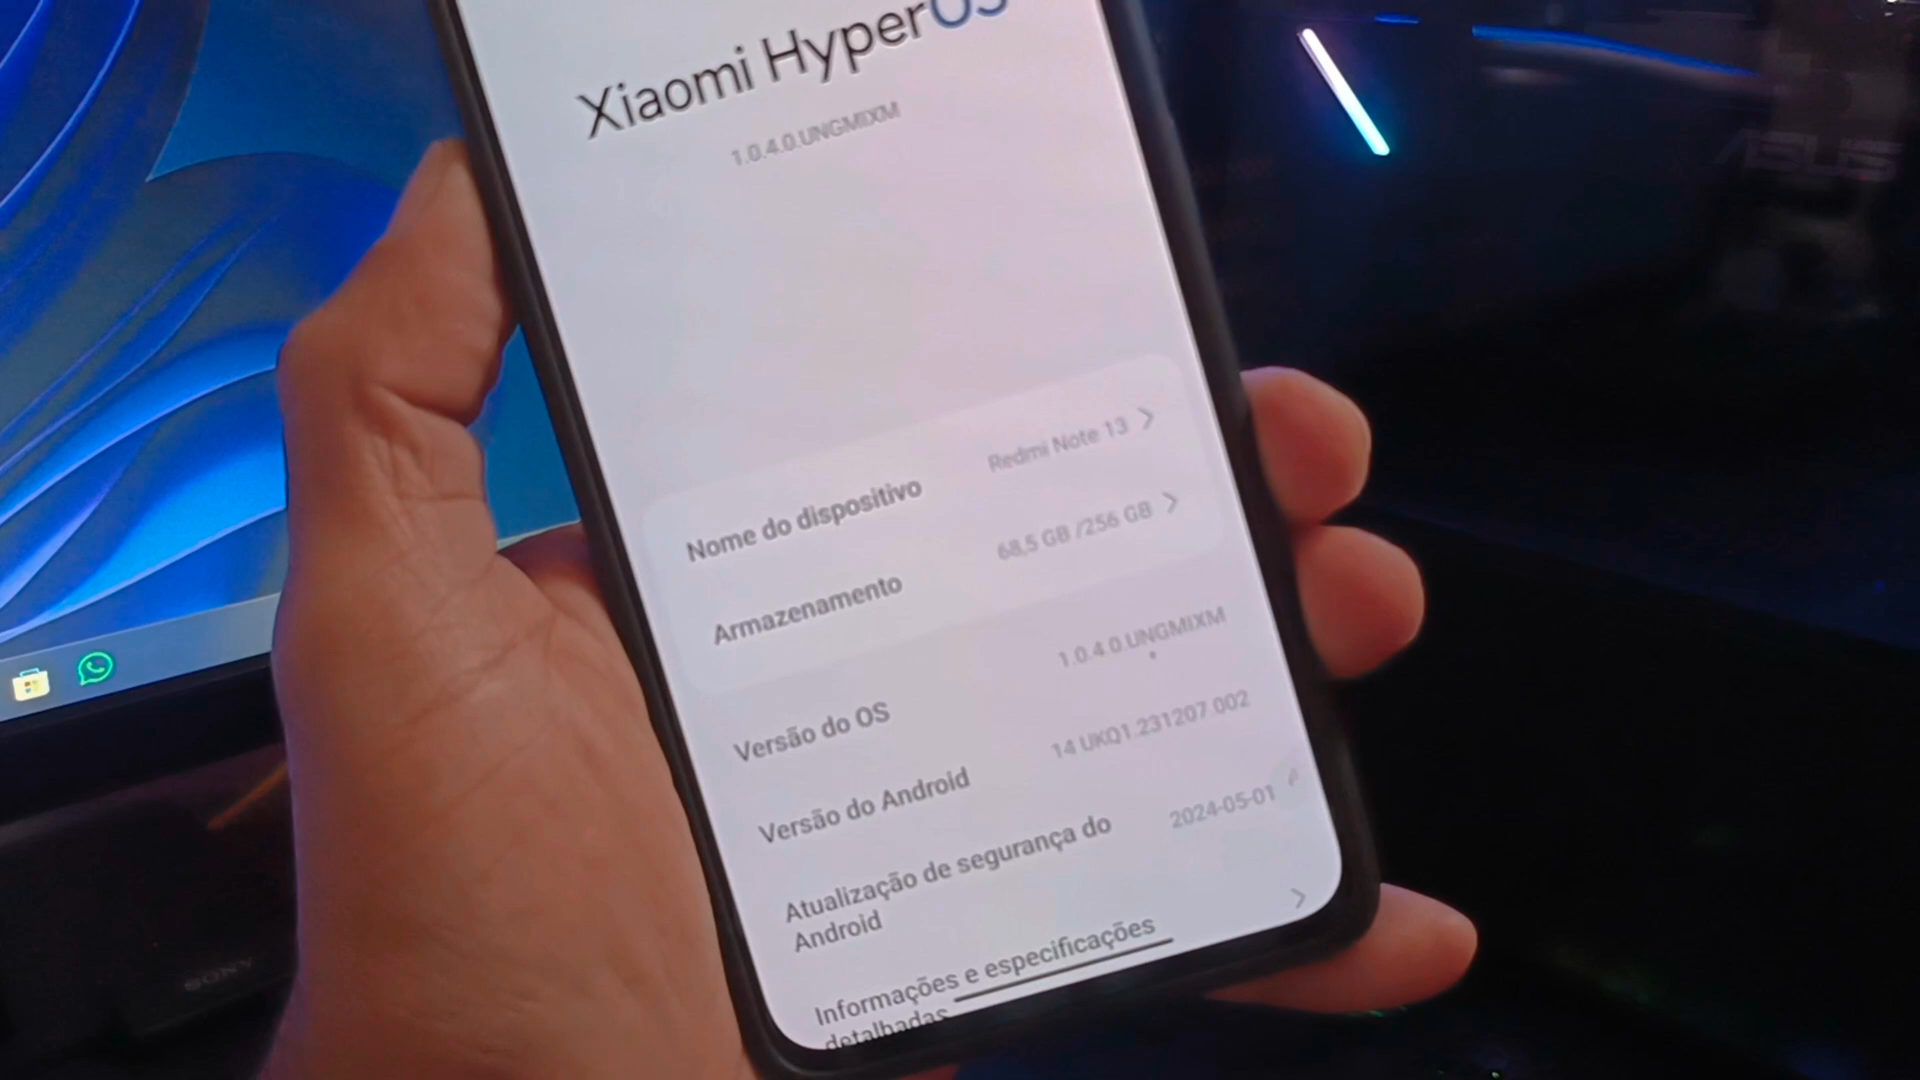 Xiaomi HyperOS
1.0.4.0.UNGMIXM
Nome do dispositivo
Redmi Note 13
Armazenamento
68,5 GB /256 GB
Versão do OS
1.0.4.0.UNGMIXM
Versão do Android
14 UKQ1.231207.002
Atualização de segurança do
Android
2024-05-01
Informações e especificações
detalhadas
ASUS
SONY